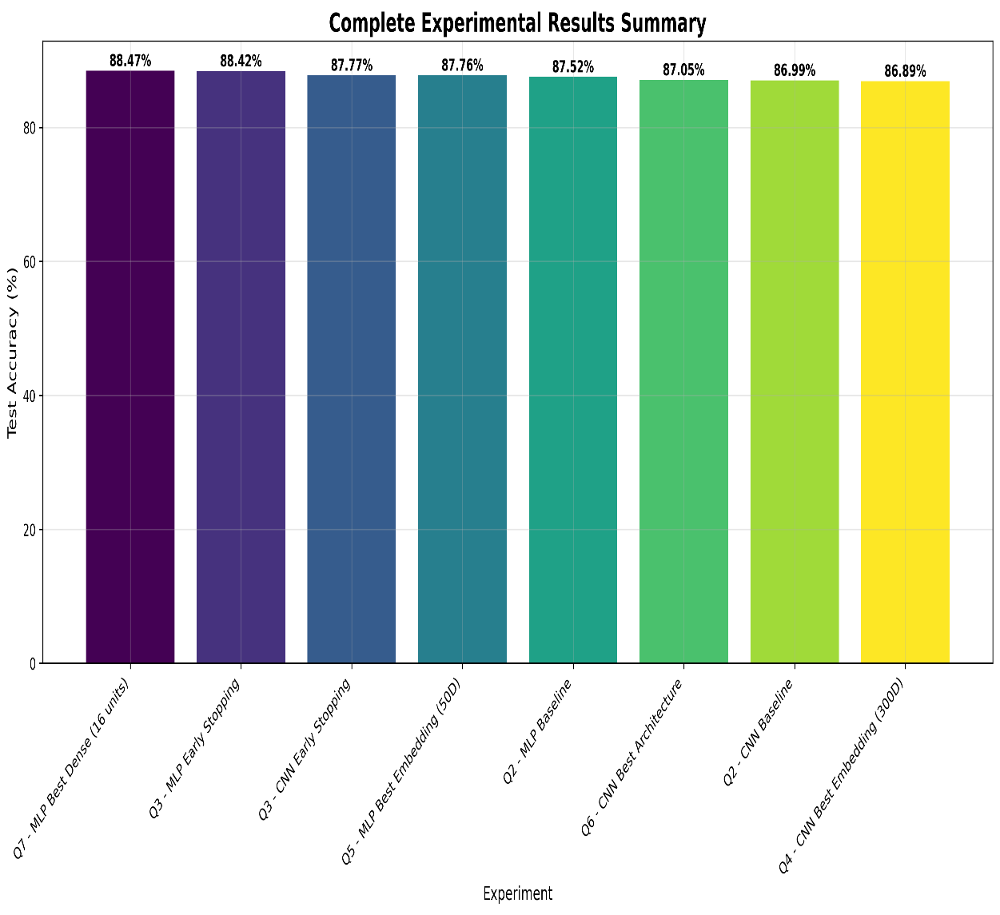 Complete Experimental Results Summary
88.47%
88.42%
87.77%
87.76%
87.52%
87.05%
86.99%
86.89%
Test Accuracy (%)
80
60
40
20
0
Q7 - MLP Best Dense (16 units)
Q3 - MLP Early Stopping
Q3 - CNN Early Stopping
Q5 - MLP Best Embedding (50D)
Q2 - MLP Baseline
Q6 - CNN Best Architecture
Q2 - CNN Baseline
Q4 - CNN Best Embedding (300D)
Experiment